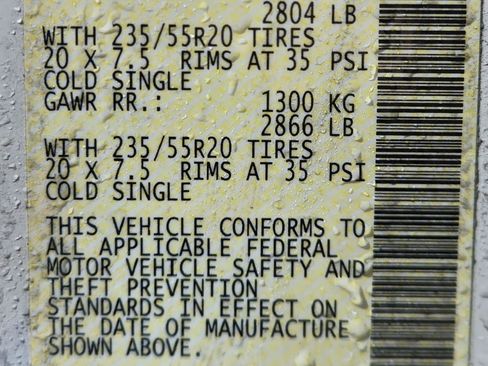 2804 LB
WITH 235/55R20 TIRES
20 X 7.5 RIMS AT 35 PSI
COLD SINGLE
GAWR RR.: 1300 KG
2866 LB
WITH 235/55R20 TIRES
20 X 7.5 RIMS AT 35 PSI
COLD SINGLE
THIS VEHICLE CONFORMS TO
ALL APPLICABLE FEDERAL
MOTOR VEHICLE SAFETY AND
THEFT PREVENTION
STANDARDS IN EFFECT ON
THE DATE OF MANUFACTURE
SHOWN ABOVE.